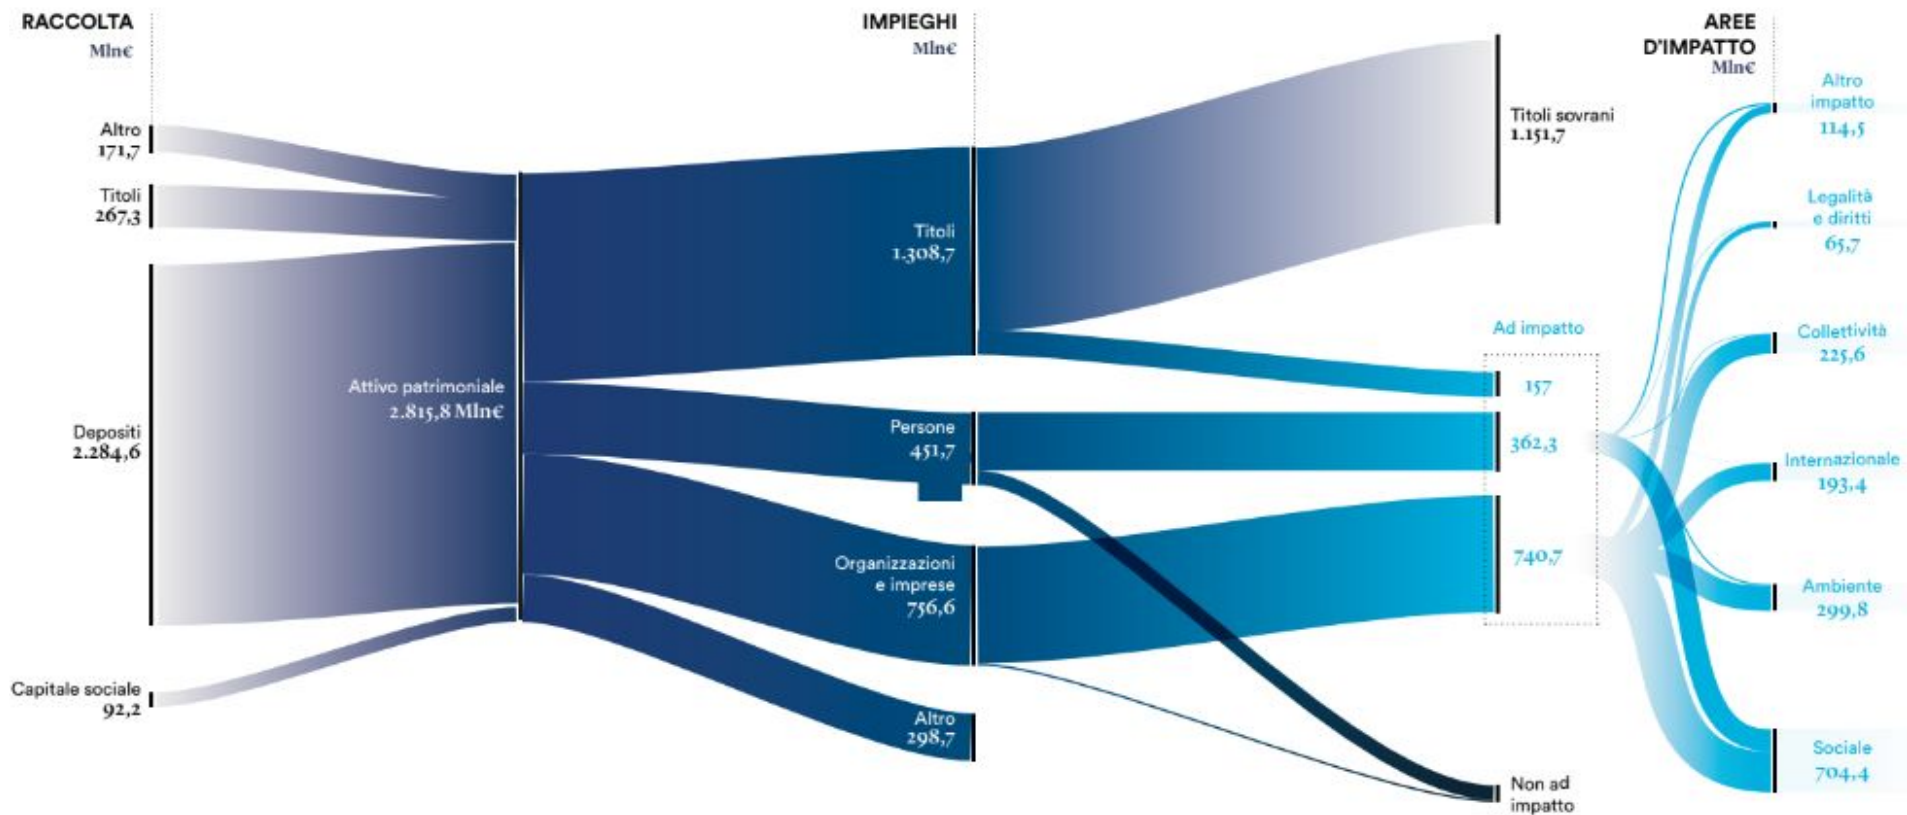 RACCOLTA
Mln€
Altro
171,7
Titoli
267,3
Depositi
2.284,6
Capitale sociale
92,2
Attivo patrimoniale
2.815,8 Mln€
IMPIEGHI
Mln€
Titoli
1.308,7
Persone
451,7
Organizzazioni
e imprese
756,6
Altro
298,7
Titoli sovrani
1.151,7
Ad impatto
157
362,3
740,7
Non ad
impatto
AREE
D'IMPATTO
Mln€
Altro
impatto
114,5
Legalità
e diritti
65,7
Collettività
225,6
Internazionale
193,4
Ambiente
299,8
Sociale
704,4